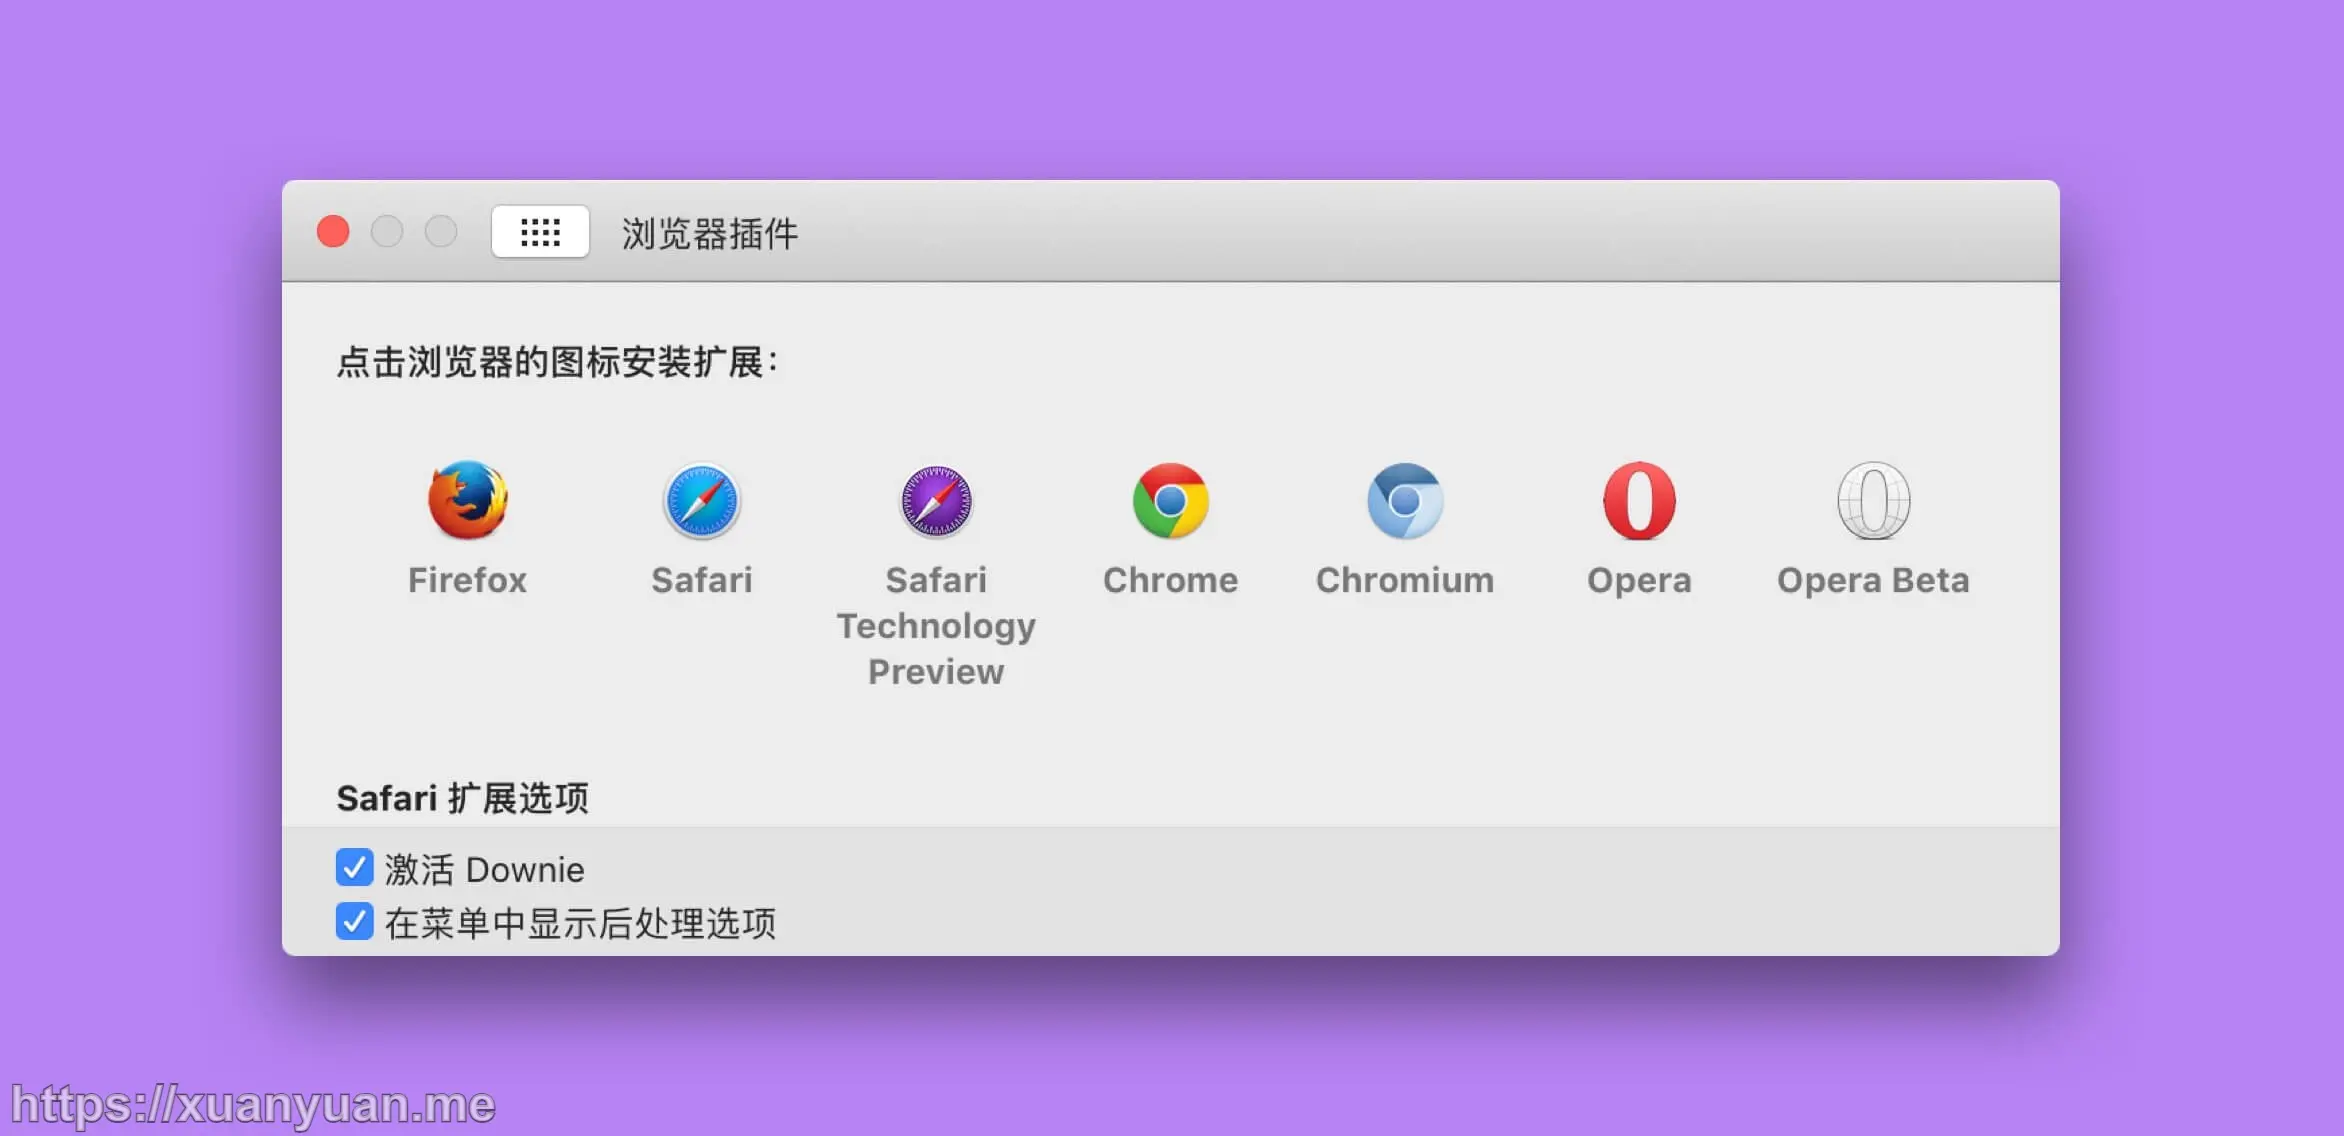 浏览器插件
点击浏览器的图标安装扩展：
Firefox
Safari
Safari
Technology
Preview
Chrome
Chromium
Opera
Opera Beta
Safari 扩展选项
激活 Downie
在菜单中显示后处理选项
https://xuanyuan.me